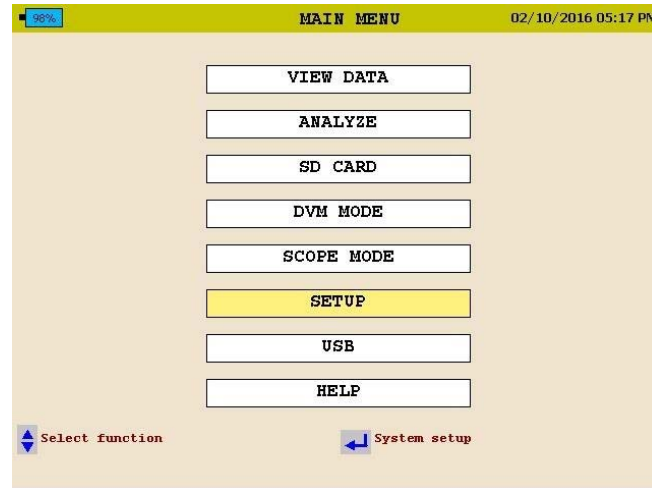 98% MAIN MENU 02/10/2016 05:17 PM
VIEW DATA
ANALYZE
SD CARD
DVM MODE
SCOPE MODE
SETUP
USB
HELP
Select function System setup